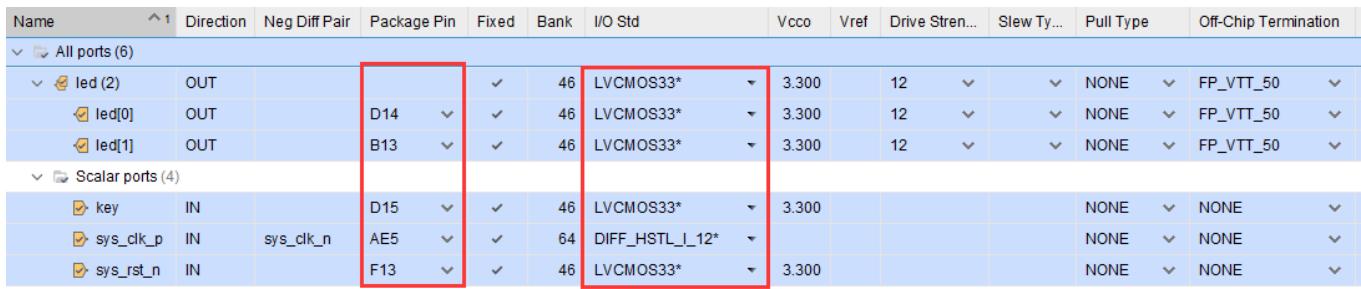 Name 1 Direction Neg Diff Pair Package Pin Fixed Bank I/O Std Vcco Vref Drive Stren... Slew Ty... Pull Type Off-Chip Termination
All ports (6)
led (2) OUT 46 LVCMOS33* 3.300 12 NONE FP_VTT_50
led[0] OUT D14 46 LVCMOS33* 3.300 12 NONE FP_VTT_50
led[1] OUT B13 46 LVCMOS33* 3.300 12 NONE FP_VTT_50
Scalar ports (4)
key IN D15 46 LVCMOS33* 3.300 NONE NONE
sys_clk_p IN sys_clk_n AE5 64 DIFF_HSTL_I_12* NONE NONE
sys_rst_n IN F13 46 LVCMOS33* 3.300 NONE NONE